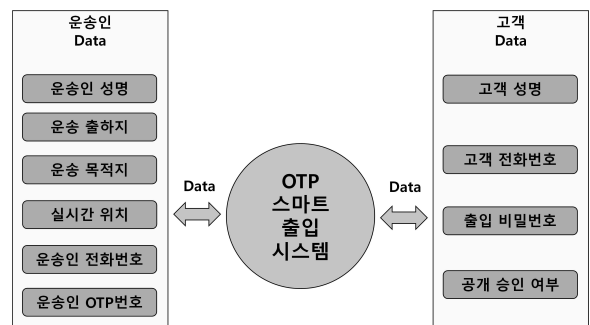 운송인
Data
운송인 성명
운송 출하지
운송 목적지
실시간 위치
운송인 전화번호
운송인 OTP번호
Data
OTP
스마트
출입
시스템
Data
고객
Data
고객 성명
고객 전화번호
출입 비밀번호
공개 승인 여부